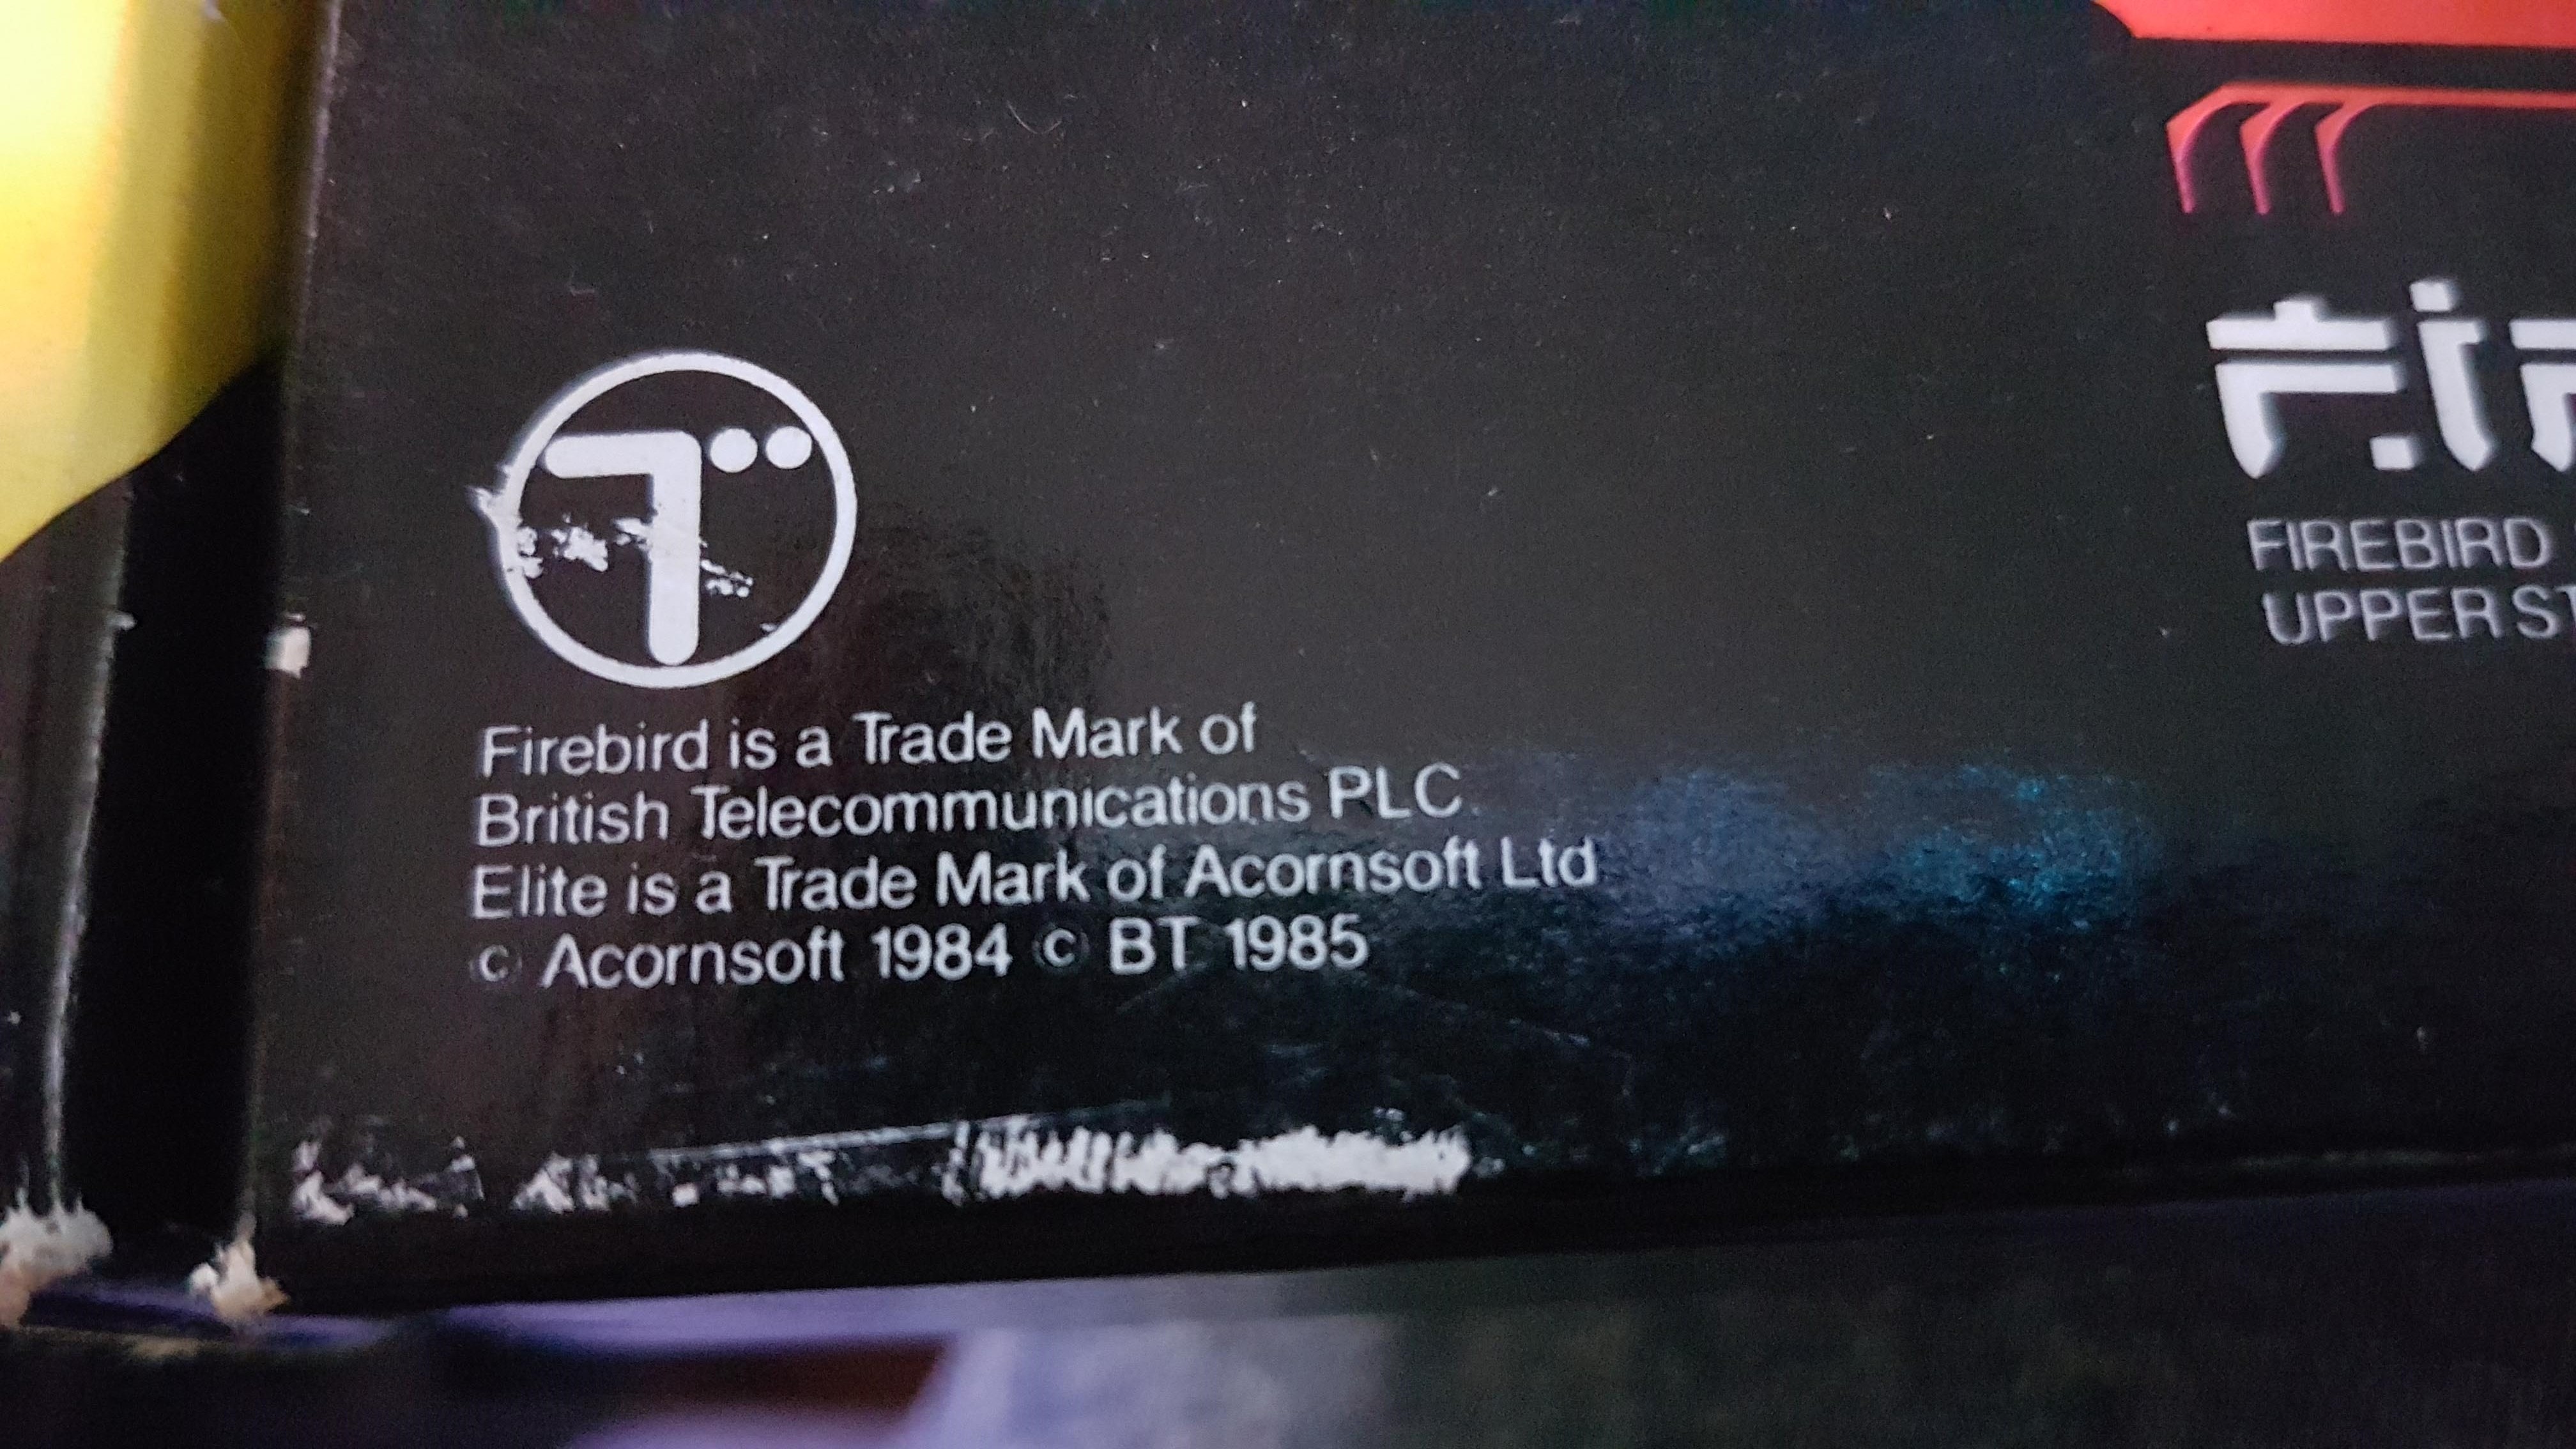 Firebird is a Trade Mark of
British Telecommunications PLC.
Elite is a Trade Mark of Acornsoft Ltd
© Acornsoft 1984 © BT 1985
FIREBIRD
UPPER